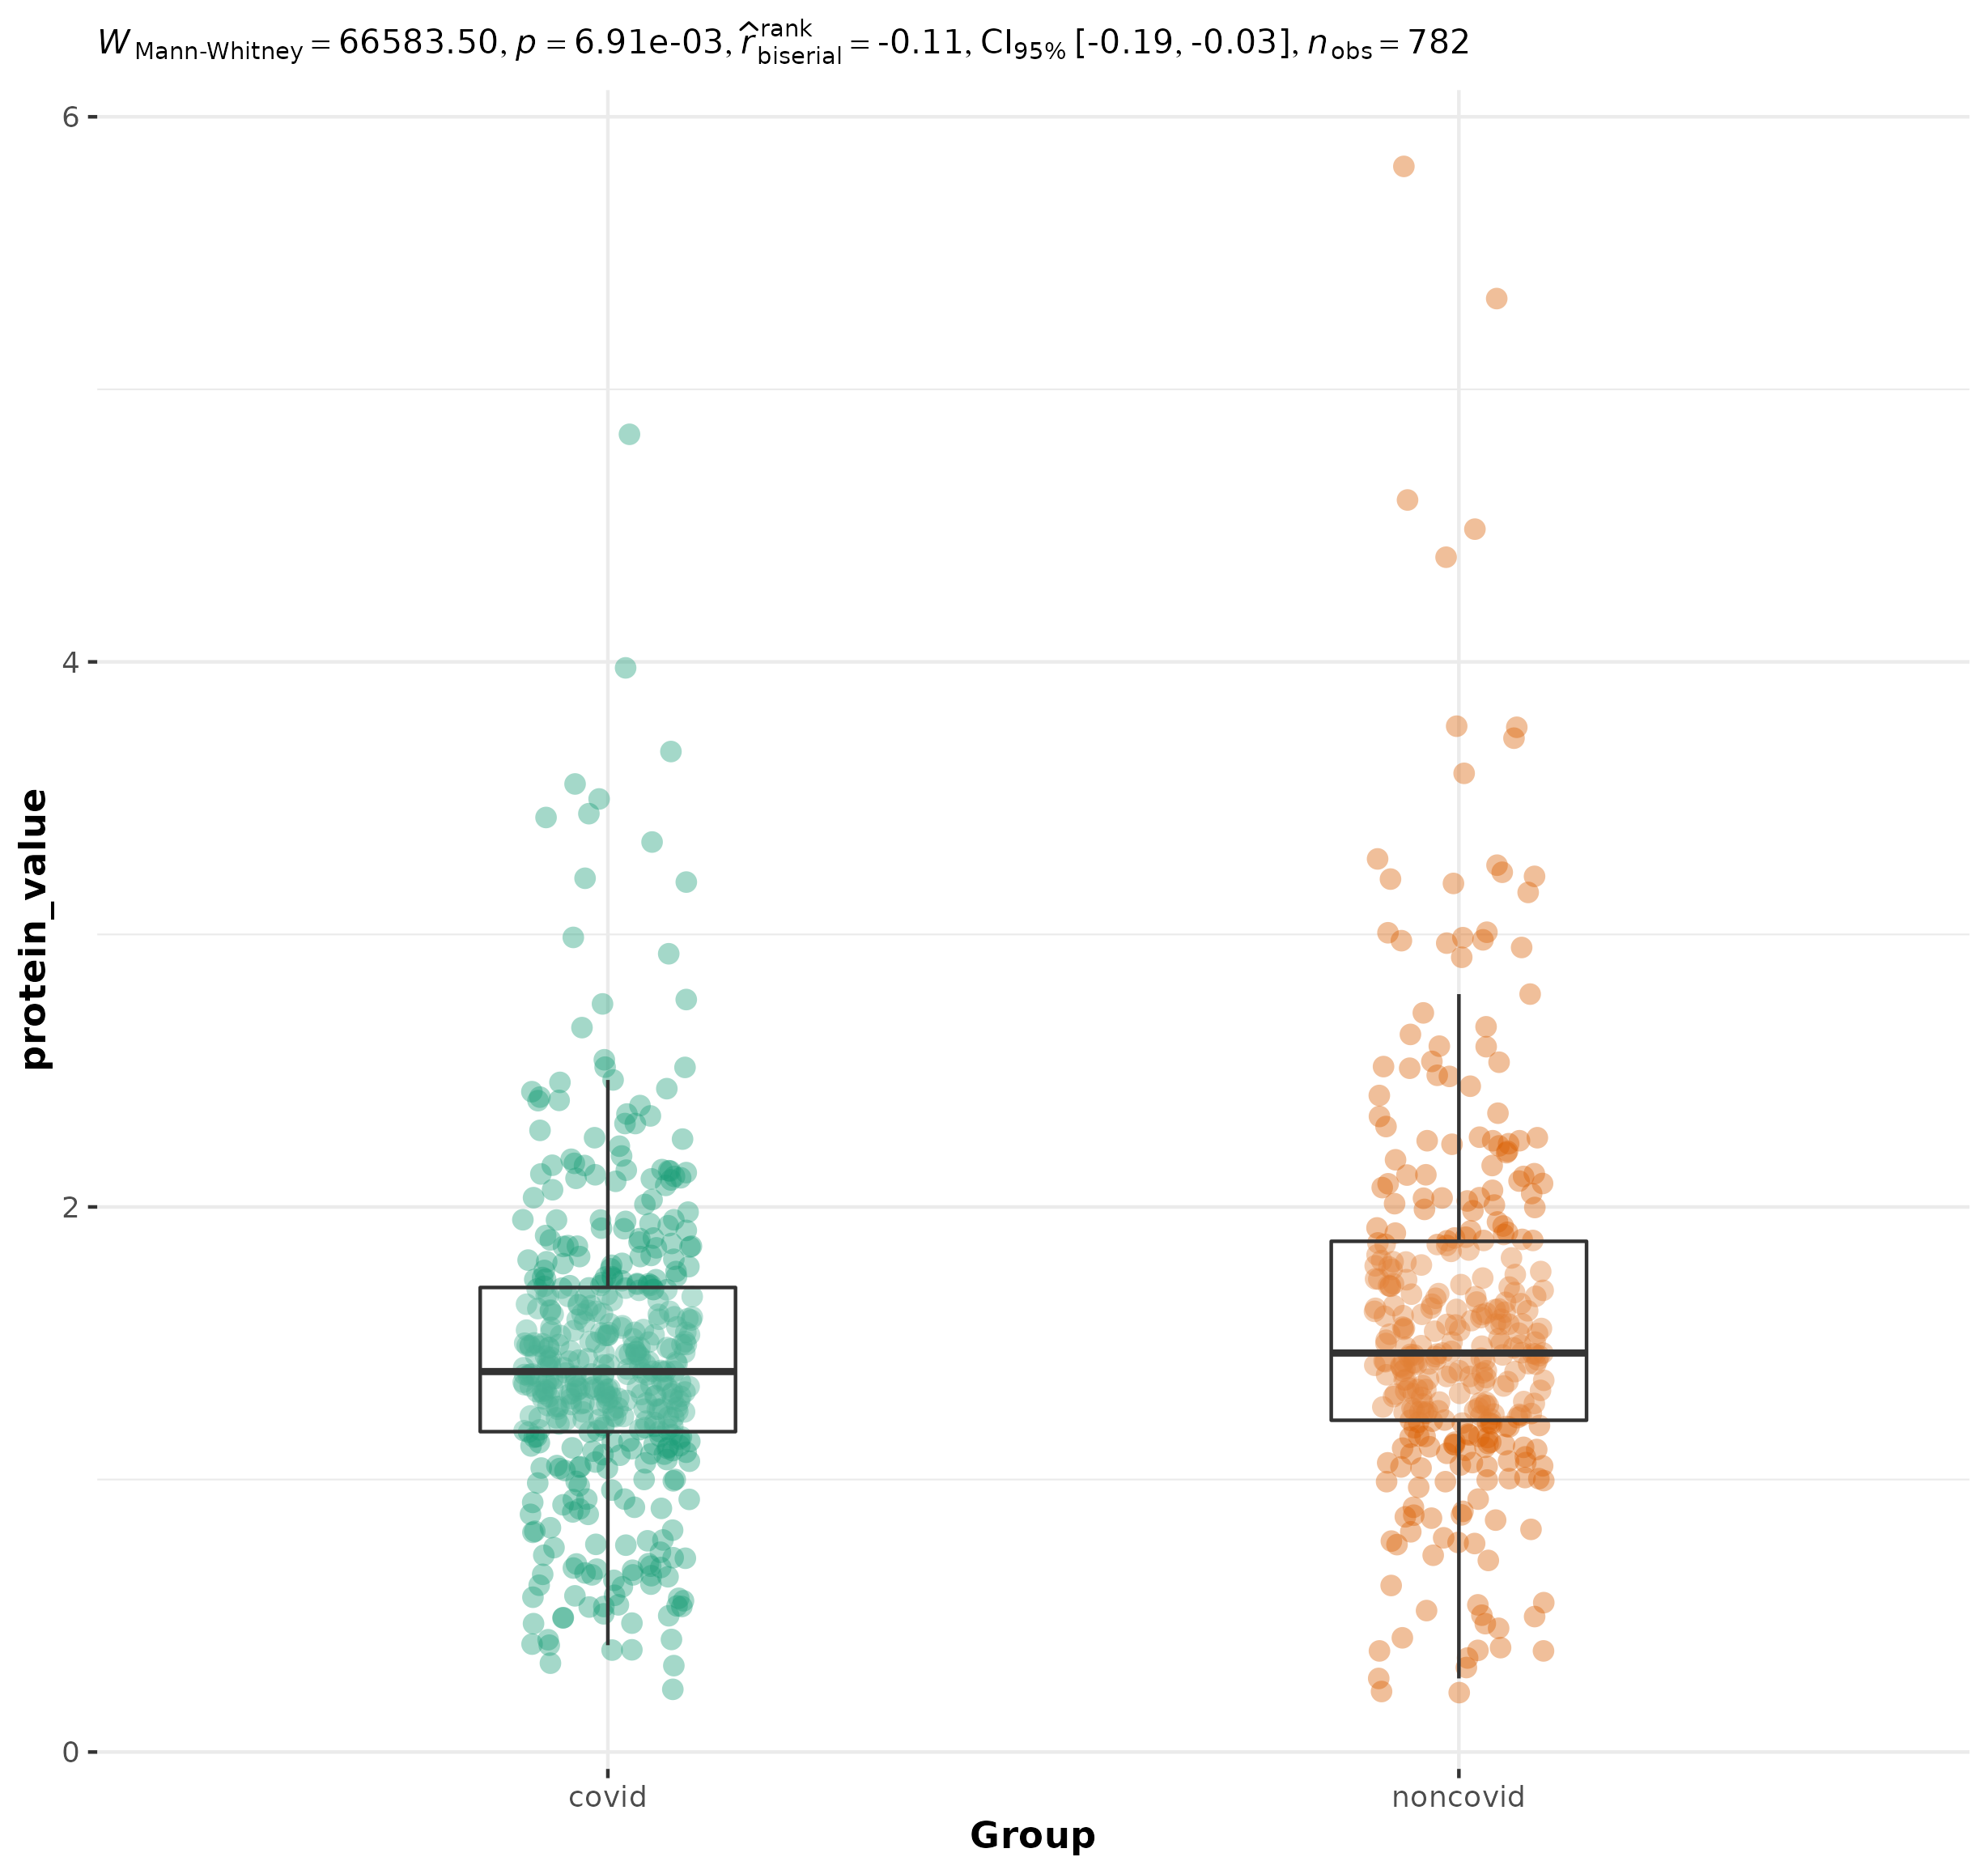 W Mann-Whitney = 66583.50, p = 6.91e-03, r̂ rank biserial = -0.11, CI95% [-0.19, -0.03], nobs = 782
6
4
2
0
protein_value
covid
noncovid
Group